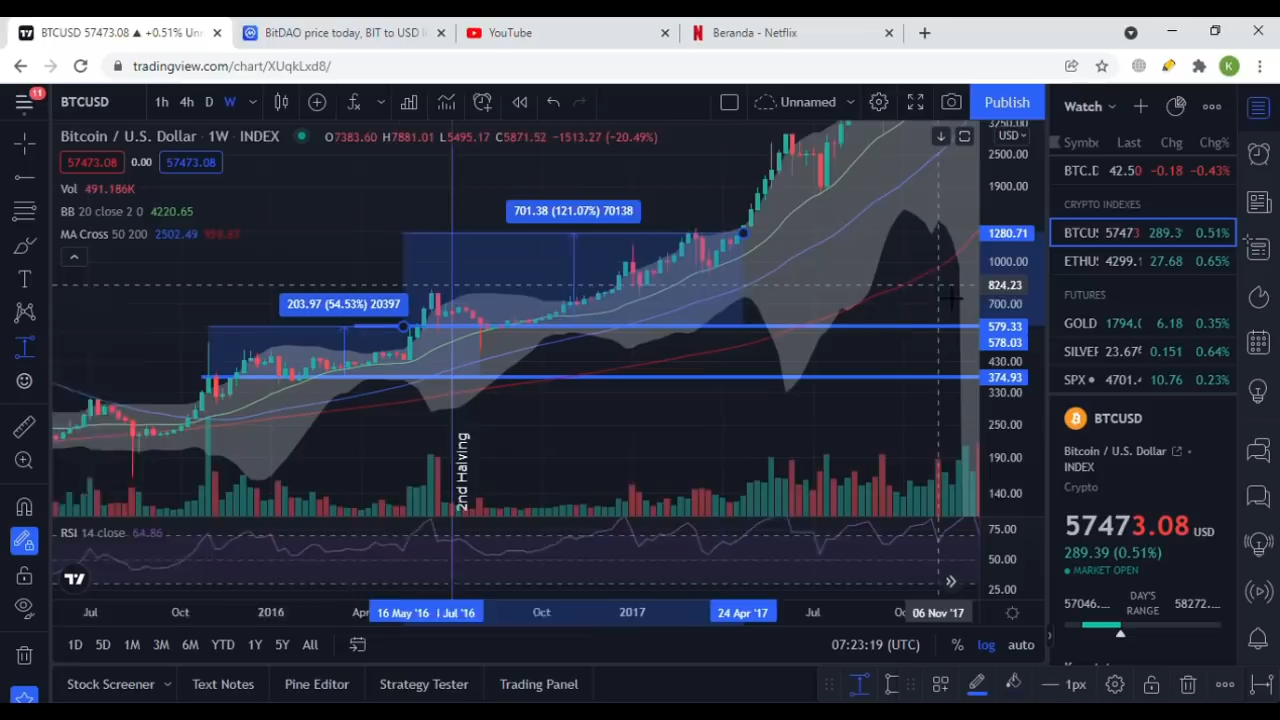 BTCUSD 57473.08 ▲ +0.51% Unn
BitDAO price today, BIT to USD li
YouTube
Beranda - Netflix
tradingview.com/chart/XUqkLxd8/
K
11
BTCUSD
1h 4h D W
Unnamed
Publish
Watch
Bitcoin / U.S. Dollar · 1W · INDEX
O7383.60 H7881.01 L5495.17 C5871.52 −1513.27 (−20.49%)
57473.08 0.00 57473.08
Vol 491.186K
BB 20 close 2 0 4220.65
MA Cross 50 200 2502.49
701.38 (121.07%) 70138
203.97 (54.53%) 20397
2nd Halving
RSI 14 close 64.86
USD
3750.00
2500.00
1900.00
1280.71
1000.00
824.23
700.00
579.33
578.03
430.00
374.93
330.00
250.00
190.00
140.00
75.00
50.00
25.00
Jul Oct 2016 Apr 16 May '16 Jul '16 Oct 2017 24 Apr '17 Jul Oc 06 Nov '17
1D 5D 1M 3M 6M YTD 1Y 5Y All
07:23:19 (UTC)
% log auto
Stock Screener Text Notes Pine Editor Strategy Tester Trading Panel
1px
Symbo Last Chg Chg%
BTC.D 42.50 -0.18 -0.43%
CRYPTO INDEXES
BTCU 57473 289.3 0.51%
ETHU 4299.1 27.68 0.65%
FUTURES
GOLD 1794.0 6.18 0.35%
SILVER 23.676 0.151 0.64%
SPX 4701.4 10.76 0.23%
BTCUSD
Bitcoin / U.S. Dollar
INDEX
Crypto
57473.08 USD
289.39 (0.51%)
MARKET OPEN
57046.... DAY'S RANGE 58272....